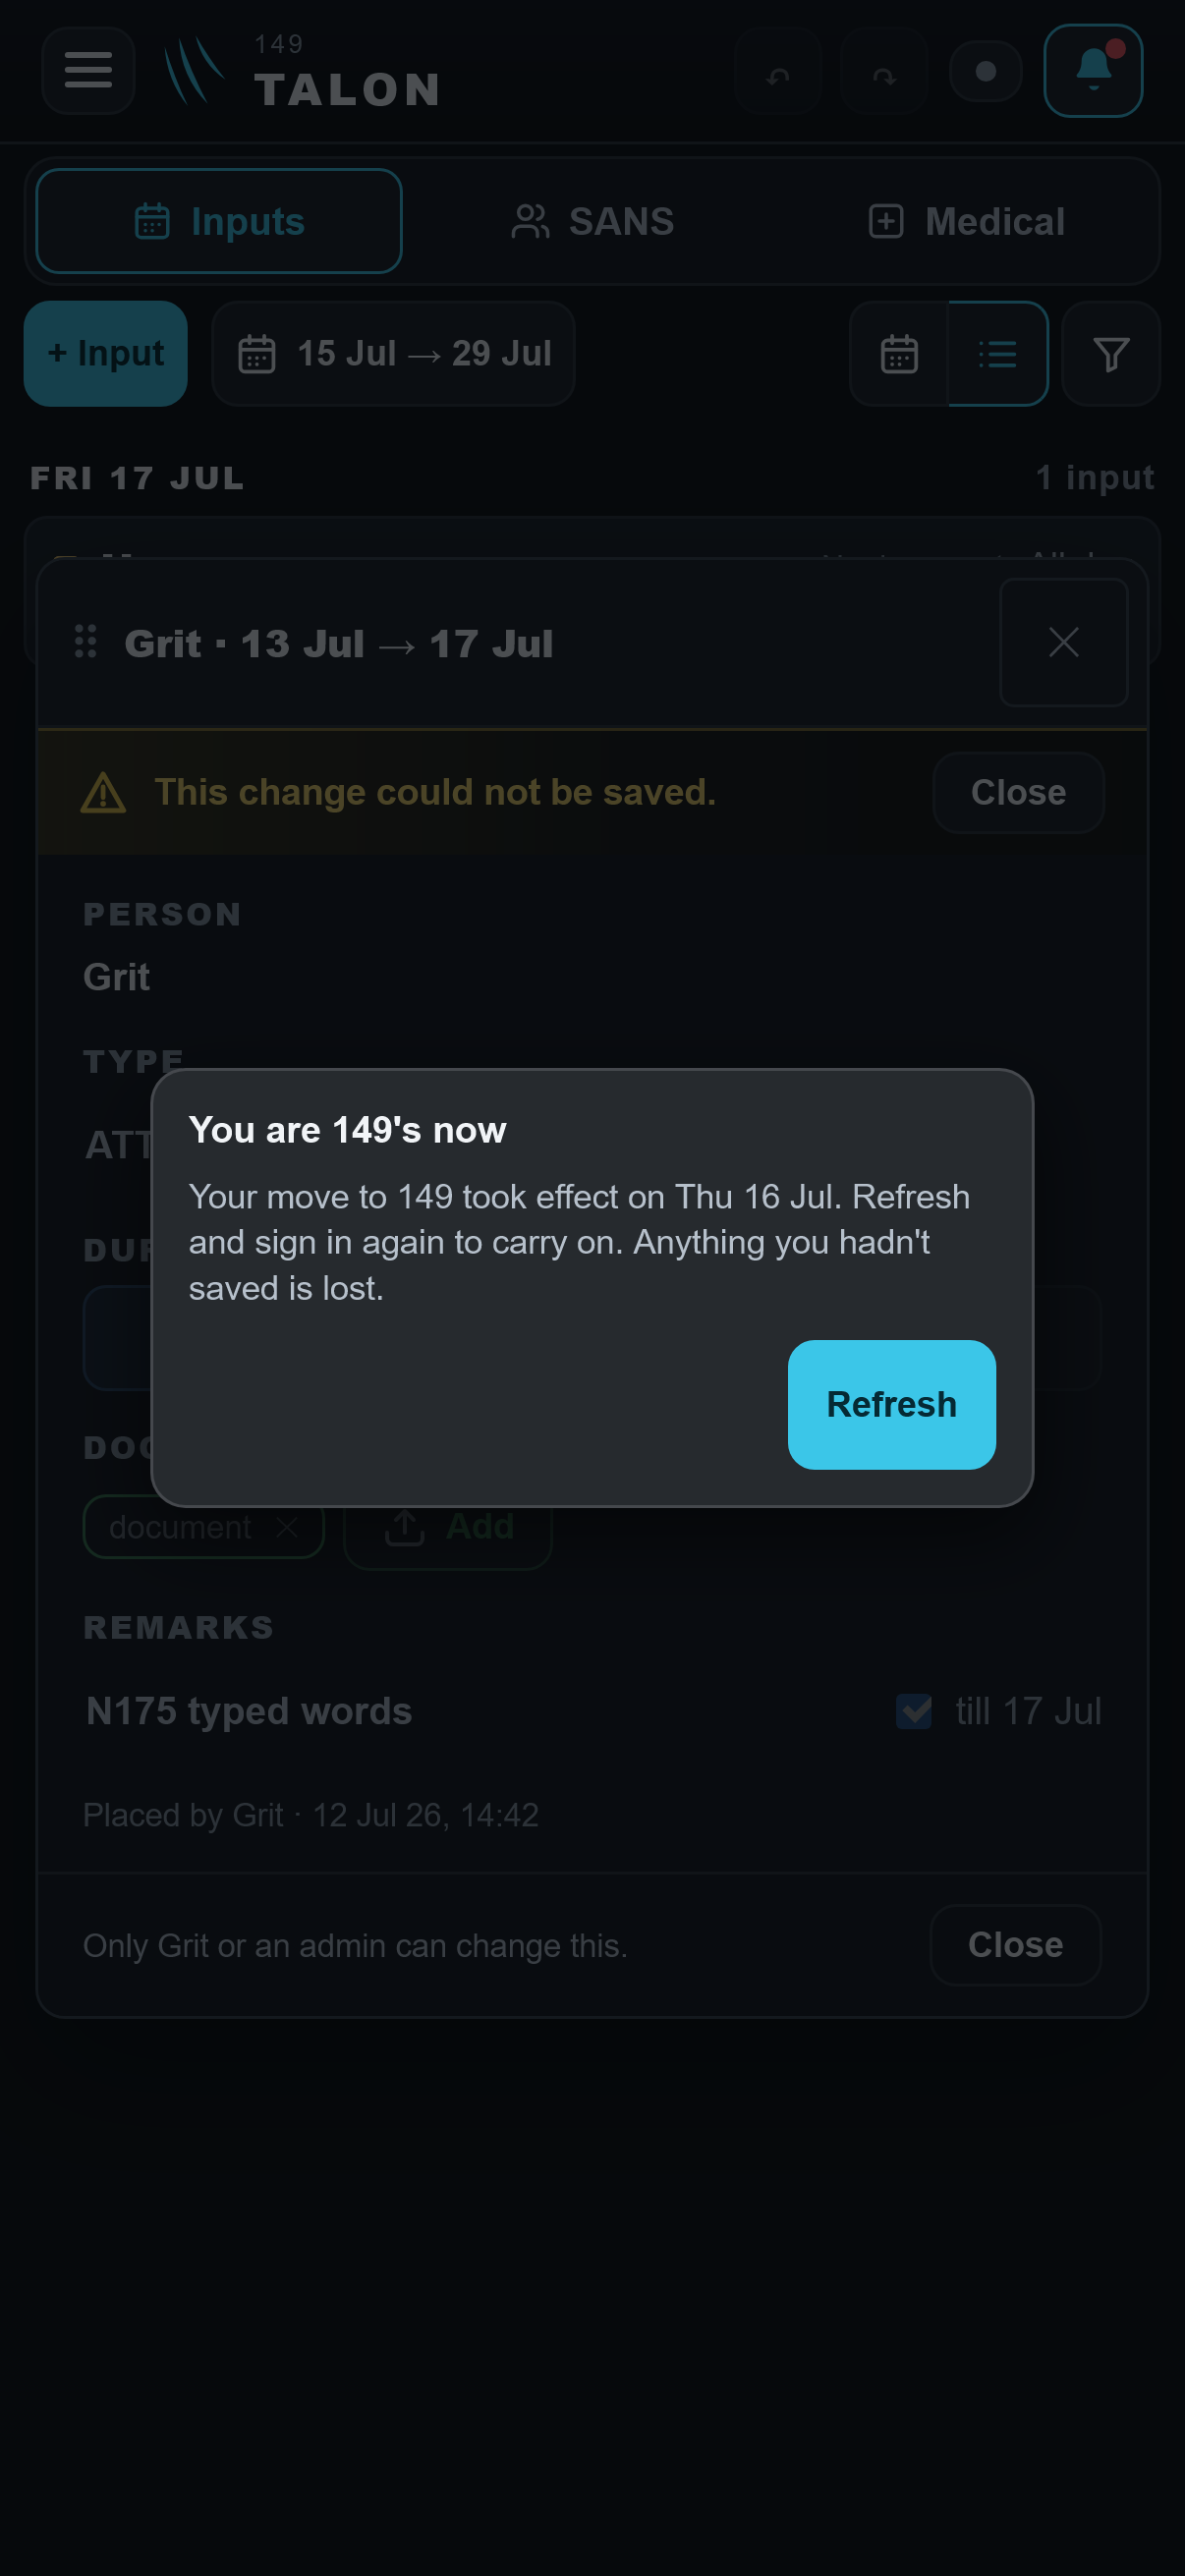 149
TALON
Inputs
SANS
Medical
+ Input
15 Jul → 29 Jul
FRI 17 JUL
1 input
Grit · 13 Jul → 17 Jul
This change could not be saved.
Close
PERSON
Grit
TYPE
You are 149's now
Your move to 149 took effect on Thu 16 Jul. Refresh
and sign in again to carry on. Anything you hadn't
saved is lost.
Refresh
document
Add
REMARKS
N175 typed words
till 17 Jul
Placed by Grit · 12 Jul 26, 14:42
Only Grit or an admin can change this.
Close